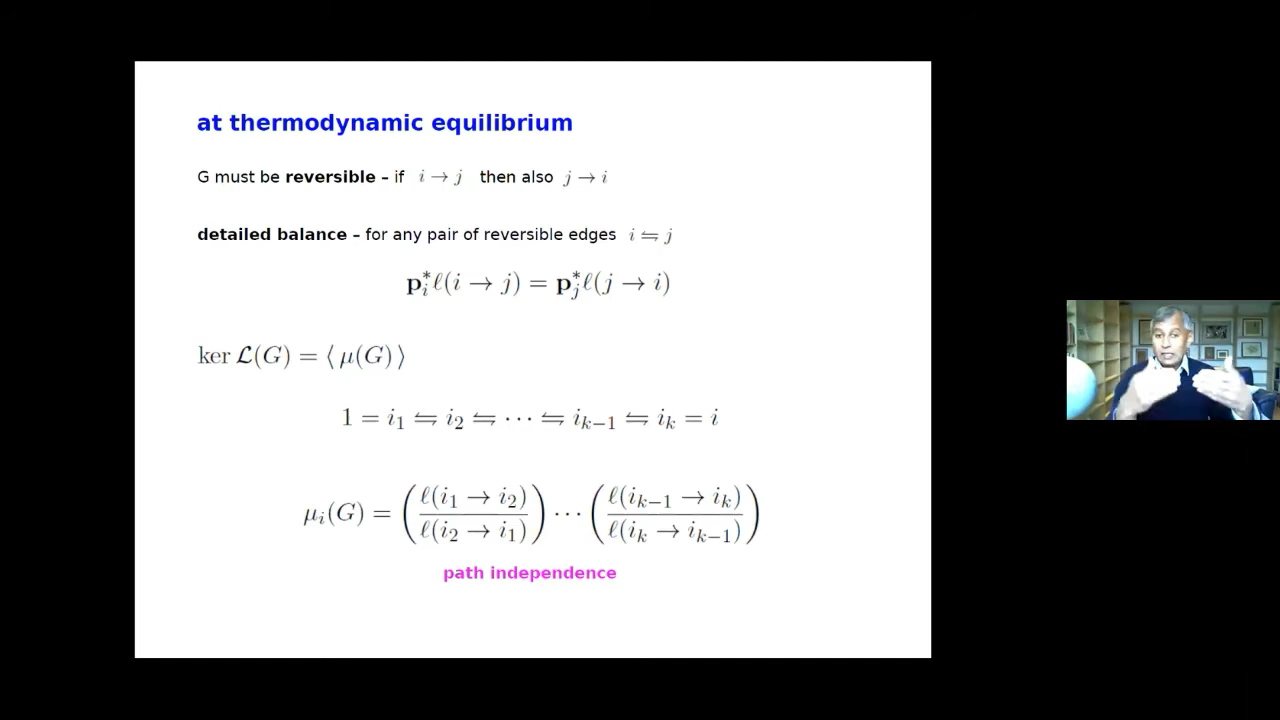 at thermodynamic equilibrium
G must be reversible – if i → j then also j → i
detailed balance – for any pair of reversible edges i ⇋ j
p*_i ℓ(i → j) = p*_j ℓ(j → i)
ker 𝓛(G) = ⟨ μ(G) ⟩
1 = i_1 ⇋ i_2 ⇋ ⋯ ⇋ i_{k−1} ⇋ i_k = i
μ_i(G) = (ℓ(i_1 → i_2) / ℓ(i_2 → i_1)) ⋯ (ℓ(i_{k−1} → i_k) / ℓ(i_k → i_{k−1}))
path independence